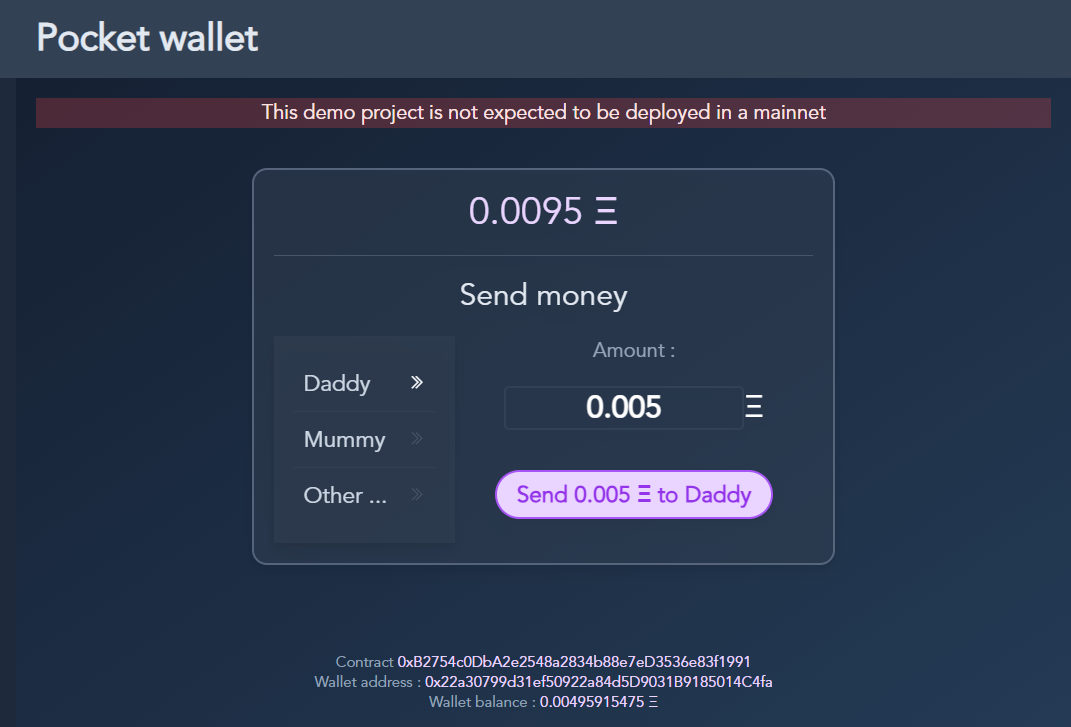 Pocket wallet
This demo project is not expected to be deployed in a mainnet
0.0095 Ξ
Send money
Daddy
Mummy
Other ...
Amount :
0.005 Ξ
Send 0.005 Ξ to Daddy
Contract 0xB2754c0DbA2e2548a2834b88e7eD3536e83f1991
Wallet address : 0x22a30799d31ef50922a84d5D9031B9185014C4fa
Wallet balance : 0.00495915475 Ξ